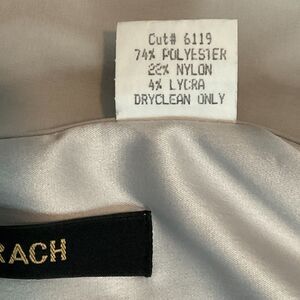 Cut# 6119
74% POLYESTER
22% NYLON
4% LYCRA
DRYCLEAN ONLY
RACH